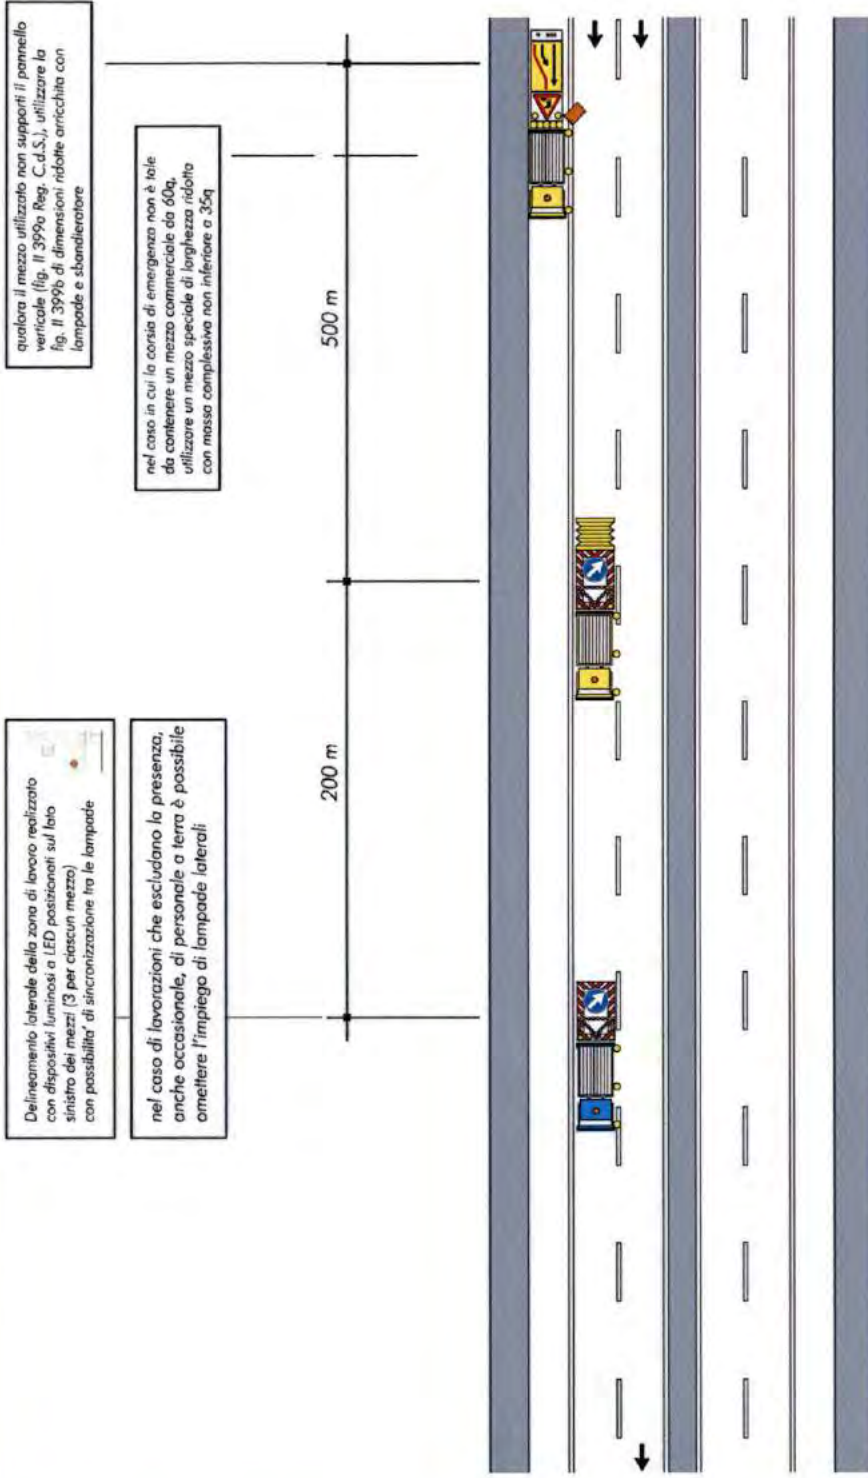 Delineamento laterale della zona di lavoro realizzato
con dispositivi luminosi a LED posizionati sul lato
sinistro dei mezzi (3 per ciascun mezzo)
con possibilita' di sincronizzazione tra le lampade
nel caso di lavorazioni che escludano la presenza,
anche occasionale, di personale a terra è possibile
omettere l'impiego di lampade laterali
qualora il mezzo utilizzato non supporti il pannello
verticale (fig. II 399a Reg. C.d.S.), utilizzare la
fig. II 399b di dimensioni ridotte arricchita con
lampade e sbandieratore
nel caso in cui la corsia di emergenza non è tale
da contenere un mezzo commerciale da 60q,
utilizzare un mezzo speciale di larghezza ridotta
con massa complessiva non inferiore a 35q
200 m
500 m